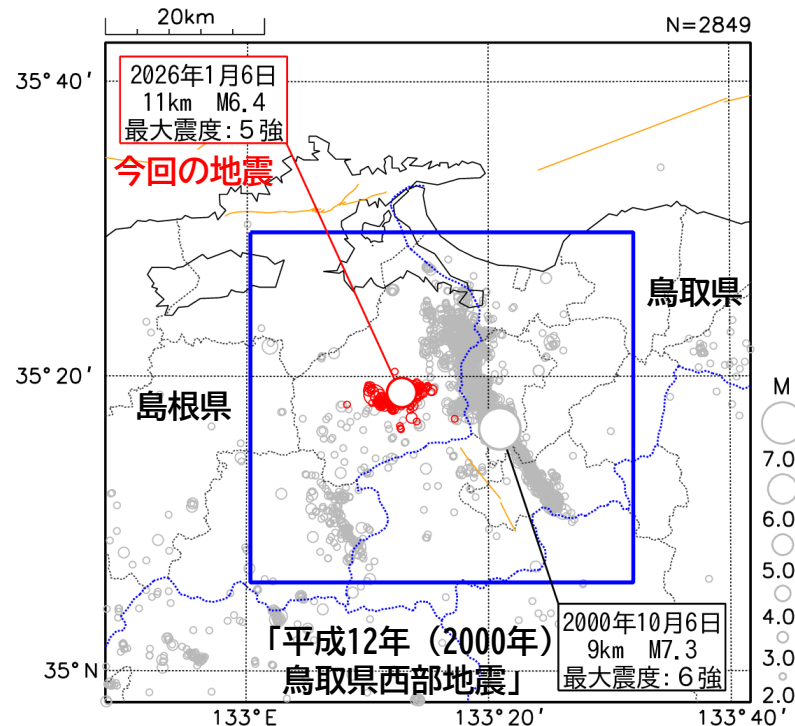 20km
N=2849
35°40′
2026年1月6日
11km M6.4
最大震度:5強
今回の地震
鳥取県
35°20′
島根県
M
7.0
6.0
5.0
4.0
3.0
2.0
2000年10月6日
9km M7.3
最大震度:6強
「平成12年(2000年)
鳥取県西部地震」
35°N
133°E
133°20′
133°40′